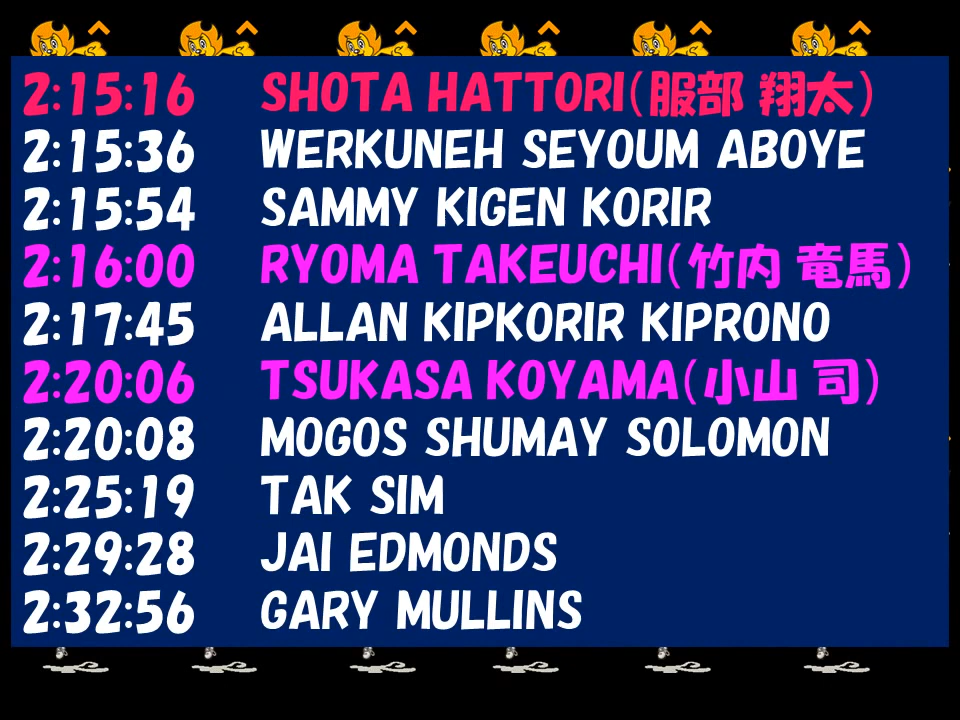 2:15:16 SHOTA HATTORI(服部 翔太)
2:15:36 WERKUNEH SEYOUM ABOYE
2:15:54 SAMMY KIGEN KORIR
2:16:00 RYOMA TAKEUCHI(竹内 竜馬)
2:17:45 ALLAN KIPKORIR KIPRONO
2:20:06 TSUKASA KOYAMA(小山 司)
2:20:08 MOGOS SHUMAY SOLOMON
2:25:19 TAK SIM
2:29:28 JAI EDMONDS
2:32:56 GARY MULLINS